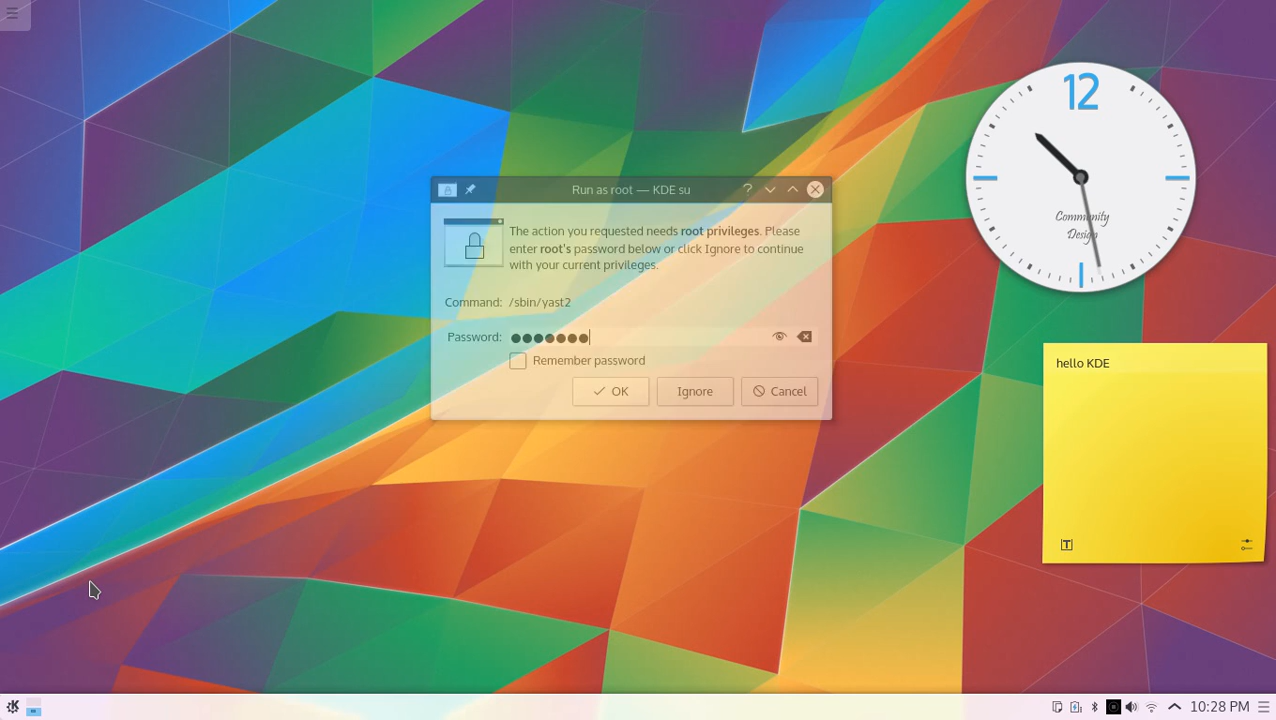 12
Community
Design
Run as root — KDE su
The action you requested needs root privileges. Please
enter root's password below or click Ignore to continue
with your current privileges.
Command: /sbin/yast2
Password: ●●●●●●●
Remember password
OK Ignore Cancel
hello KDE
10:28 PM